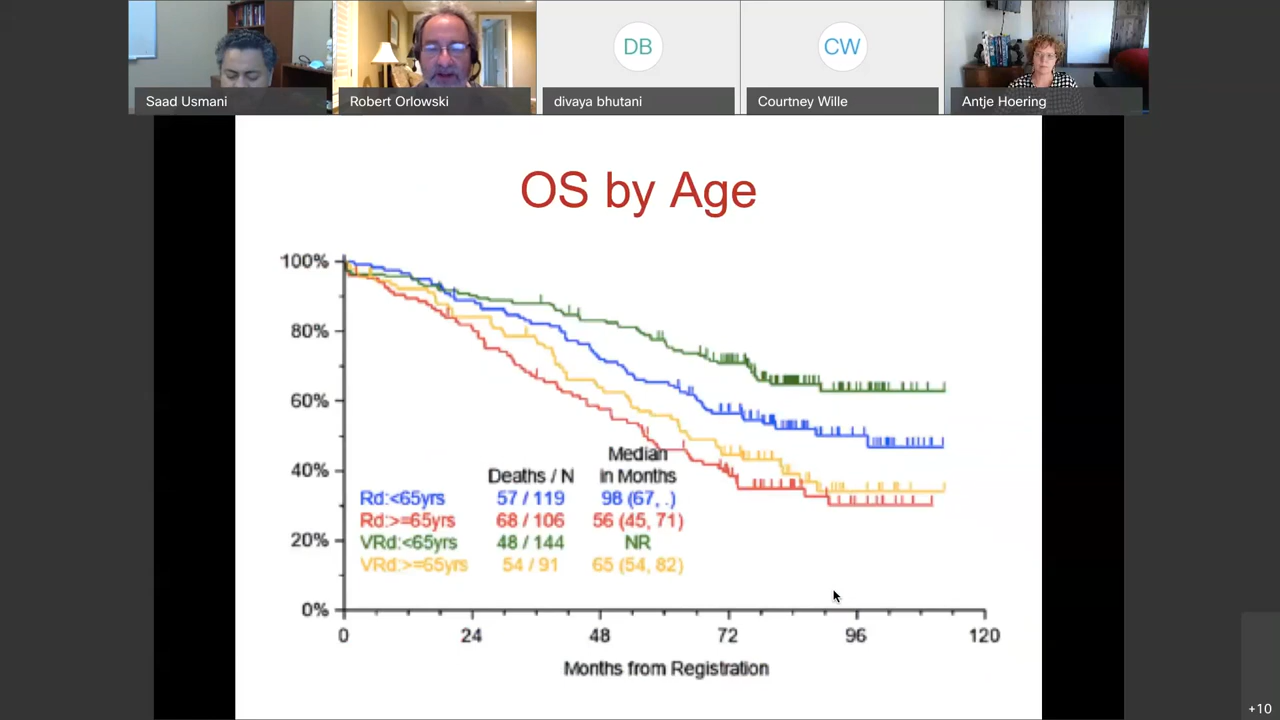 DB
CW
Saad Usmani
Robert Orlowski
divaya bhutani
Courtney Wille
Antje Hoering
OS by Age
100%
80%
60%
40%
20%
0%
Median
Deaths / N in Months
Rd:<65yrs 57 / 119 98 (67, .)
Rd:>=65yrs 68 / 106 56 (45, 71)
VRd:<65yrs 48 / 144 NR
VRd:>=65yrs 54 / 91 65 (54, 82)
0 24 48 72 96 120
Months from Registration
+10